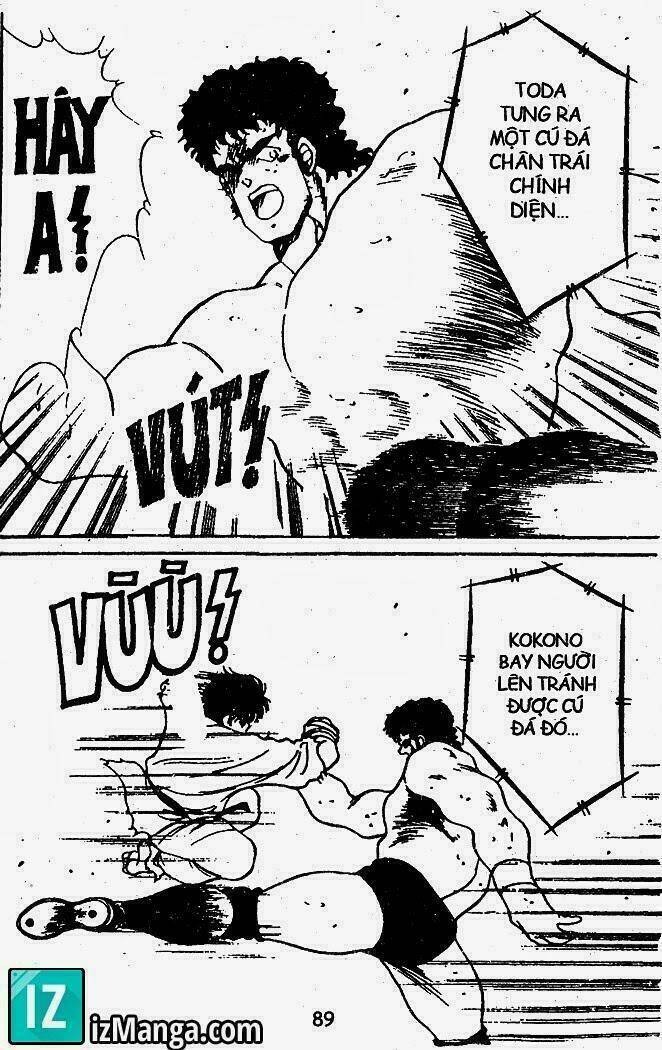 HÂY
A!
TODA
TUNG RA
MỘT CÚ ĐÁ
CHÂN TRÁI
CHÍNH
DIỆN...
VÚT!
VŨŨ!
KOKONO
BAY NGƯỜI
LÊN TRÁNH
ĐƯỢC CÚ
ĐÁ ĐÓ...
89
IZ
izManga.com